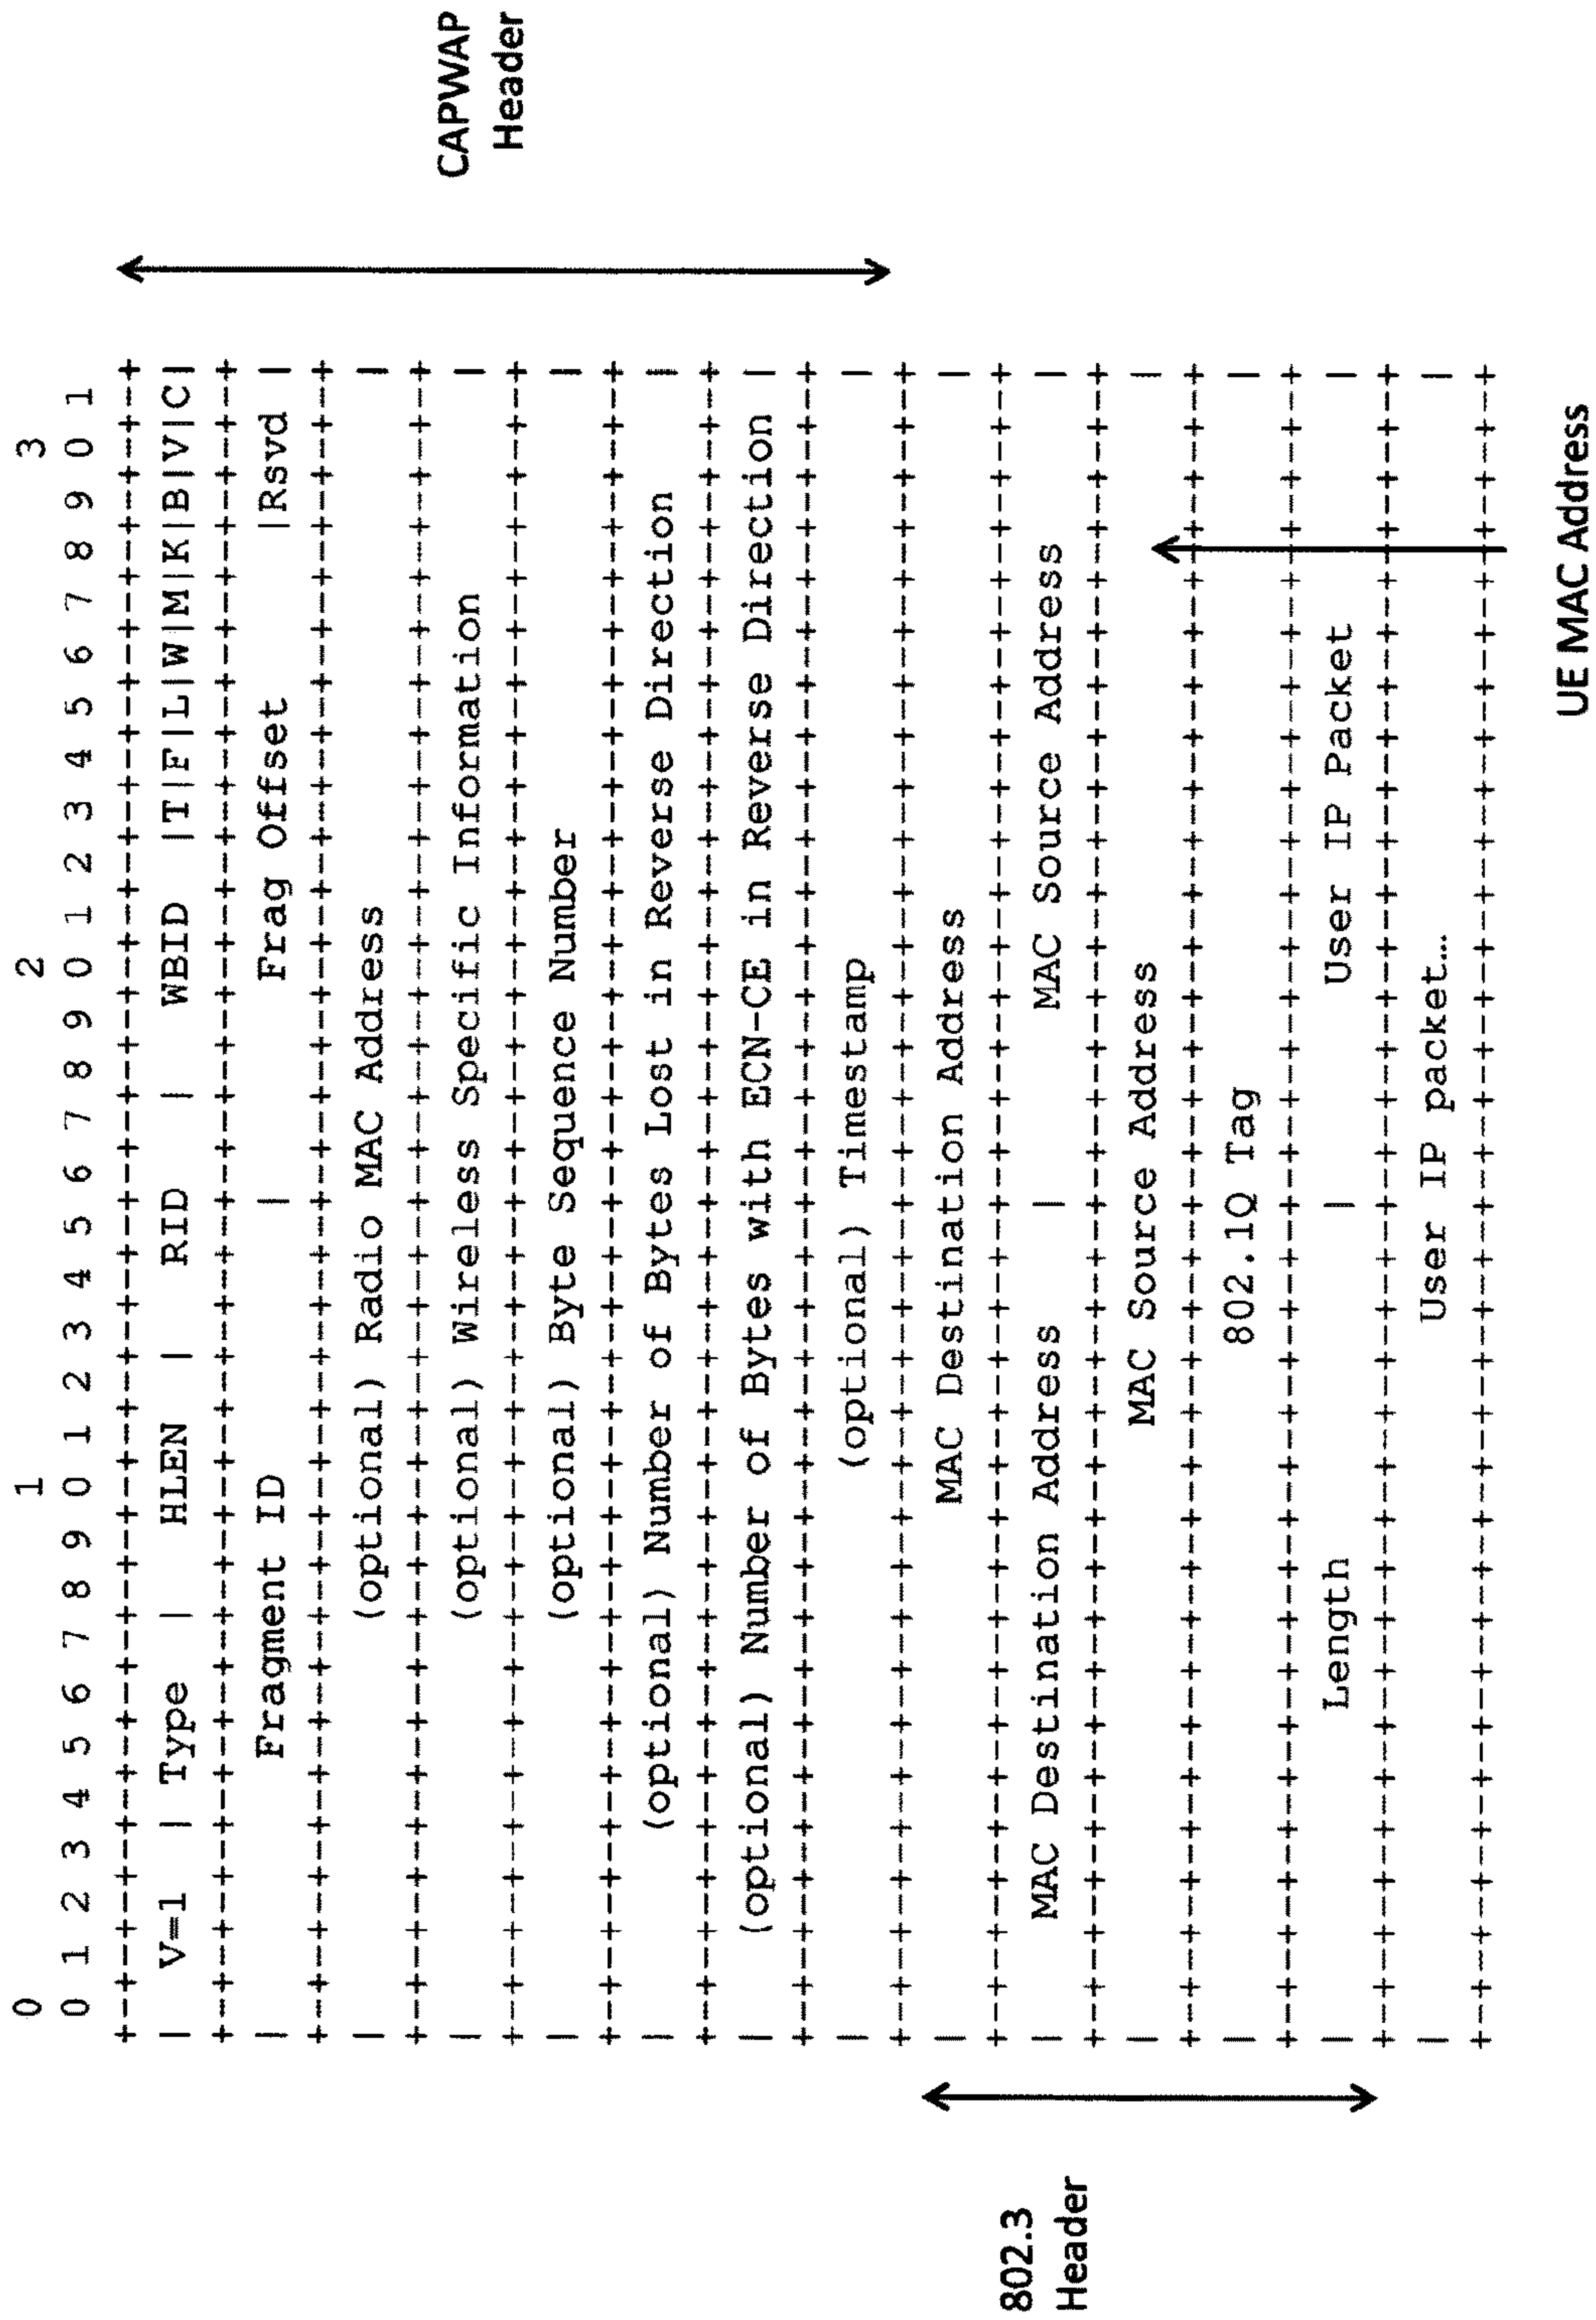 0 1 2 3
0 1 2 3 4 5 6 7 8 9 0 1 2 3 4 5 6 7 8 9 0 1 2 3 4 5 6 7 8 9 0 1
+-+-+-+-+-+-+-+-+-+-+-+-+-+-+-+-+-+-+-+-+-+-+-+-+-+-+-+-+-+-+-+-+
| V=1 | Type | HLEN | RID | WBID |T|F|L|W|M|K|B|V|C|
+-+-+-+-+-+-+-+-+-+-+-+-+-+-+-+-+-+-+-+-+-+-+-+-+-+-+-+-+-+-+-+-+
| Fragment ID | Frag Offset |Rsvd |
+-+-+-+-+-+-+-+-+-+-+-+-+-+-+-+-+-+-+-+-+-+-+-+-+-+-+-+-+-+-+-+-+
| (optional) Radio MAC Address |
+-+-+-+-+-+-+-+-+-+-+-+-+-+-+-+-+-+-+-+-+-+-+-+-+-+-+-+-+-+-+-+-+
| (optional) Wireless Specific Information |
+-+-+-+-+-+-+-+-+-+-+-+-+-+-+-+-+-+-+-+-+-+-+-+-+-+-+-+-+-+-+-+-+
| (optional) Byte Sequence Number |
+-+-+-+-+-+-+-+-+-+-+-+-+-+-+-+-+-+-+-+-+-+-+-+-+-+-+-+-+-+-+-+-+
| (optional) Number of Bytes Lost in Reverse Direction |
+-+-+-+-+-+-+-+-+-+-+-+-+-+-+-+-+-+-+-+-+-+-+-+-+-+-+-+-+-+-+-+-+
| (optional) Number of Bytes with ECN-CE in Reverse Direction |
+-+-+-+-+-+-+-+-+-+-+-+-+-+-+-+-+-+-+-+-+-+-+-+-+-+-+-+-+-+-+-+-+
| (optional) Timestamp |
+-+-+-+-+-+-+-+-+-+-+-+-+-+-+-+-+-+-+-+-+-+-+-+-+-+-+-+-+-+-+-+-+
| MAC Destination Address |
+-+-+-+-+-+-+-+-+-+-+-+-+-+-+-+-+-+-+-+-+-+-+-+-+-+-+-+-+-+-+-+-+
| MAC Destination Address | MAC Source Address |
+-+-+-+-+-+-+-+-+-+-+-+-+-+-+-+-+-+-+-+-+-+-+-+-+-+-+-+-+-+-+-+-+
| MAC Source Address |
+-+-+-+-+-+-+-+-+-+-+-+-+-+-+-+-+-+-+-+-+-+-+-+-+-+-+-+-+-+-+-+-+
| 802.1Q Tag |
+-+-+-+-+-+-+-+-+-+-+-+-+-+-+-+-+-+-+-+-+-+-+-+-+-+-+-+-+-+-+-+-+
| Length | User IP Packet |
+-+-+-+-+-+-+-+-+-+-+-+-+-+-+-+-+-+-+-+-+-+-+-+-+-+-+-+-+-+-+-+-+
| User IP packet… |
+-+-+-+-+-+-+-+-+-+-+-+-+-+-+-+-+-+-+-+-+-+-+-+-+-+-+-+-+-+-+-+-+
CAPWAP
Header
802.3
Header
UE MAC Address